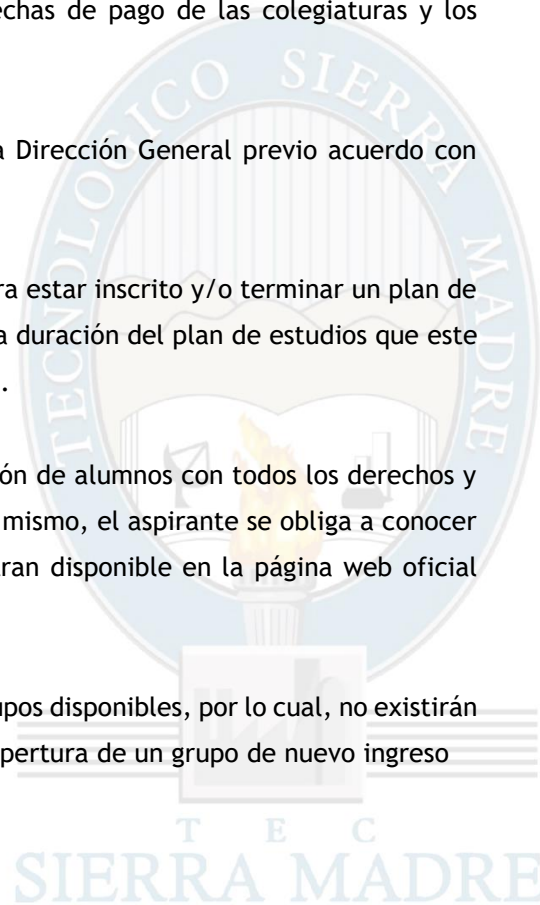 echas de pago de las colegiaturas y los
a Dirección General previo acuerdo con
ra estar inscrito y/o terminar un plan de
a duración del plan de estudios que este
.
ón de alumnos con todos los derechos y
mismo, el aspirante se obliga a conocer
ran disponible en la página web oficial
upos disponibles, por lo cual, no existirán
pertura de un grupo de nuevo ingreso
TECNOLOGICO SIERRA MADRE
T E C
SIERRA MADRE